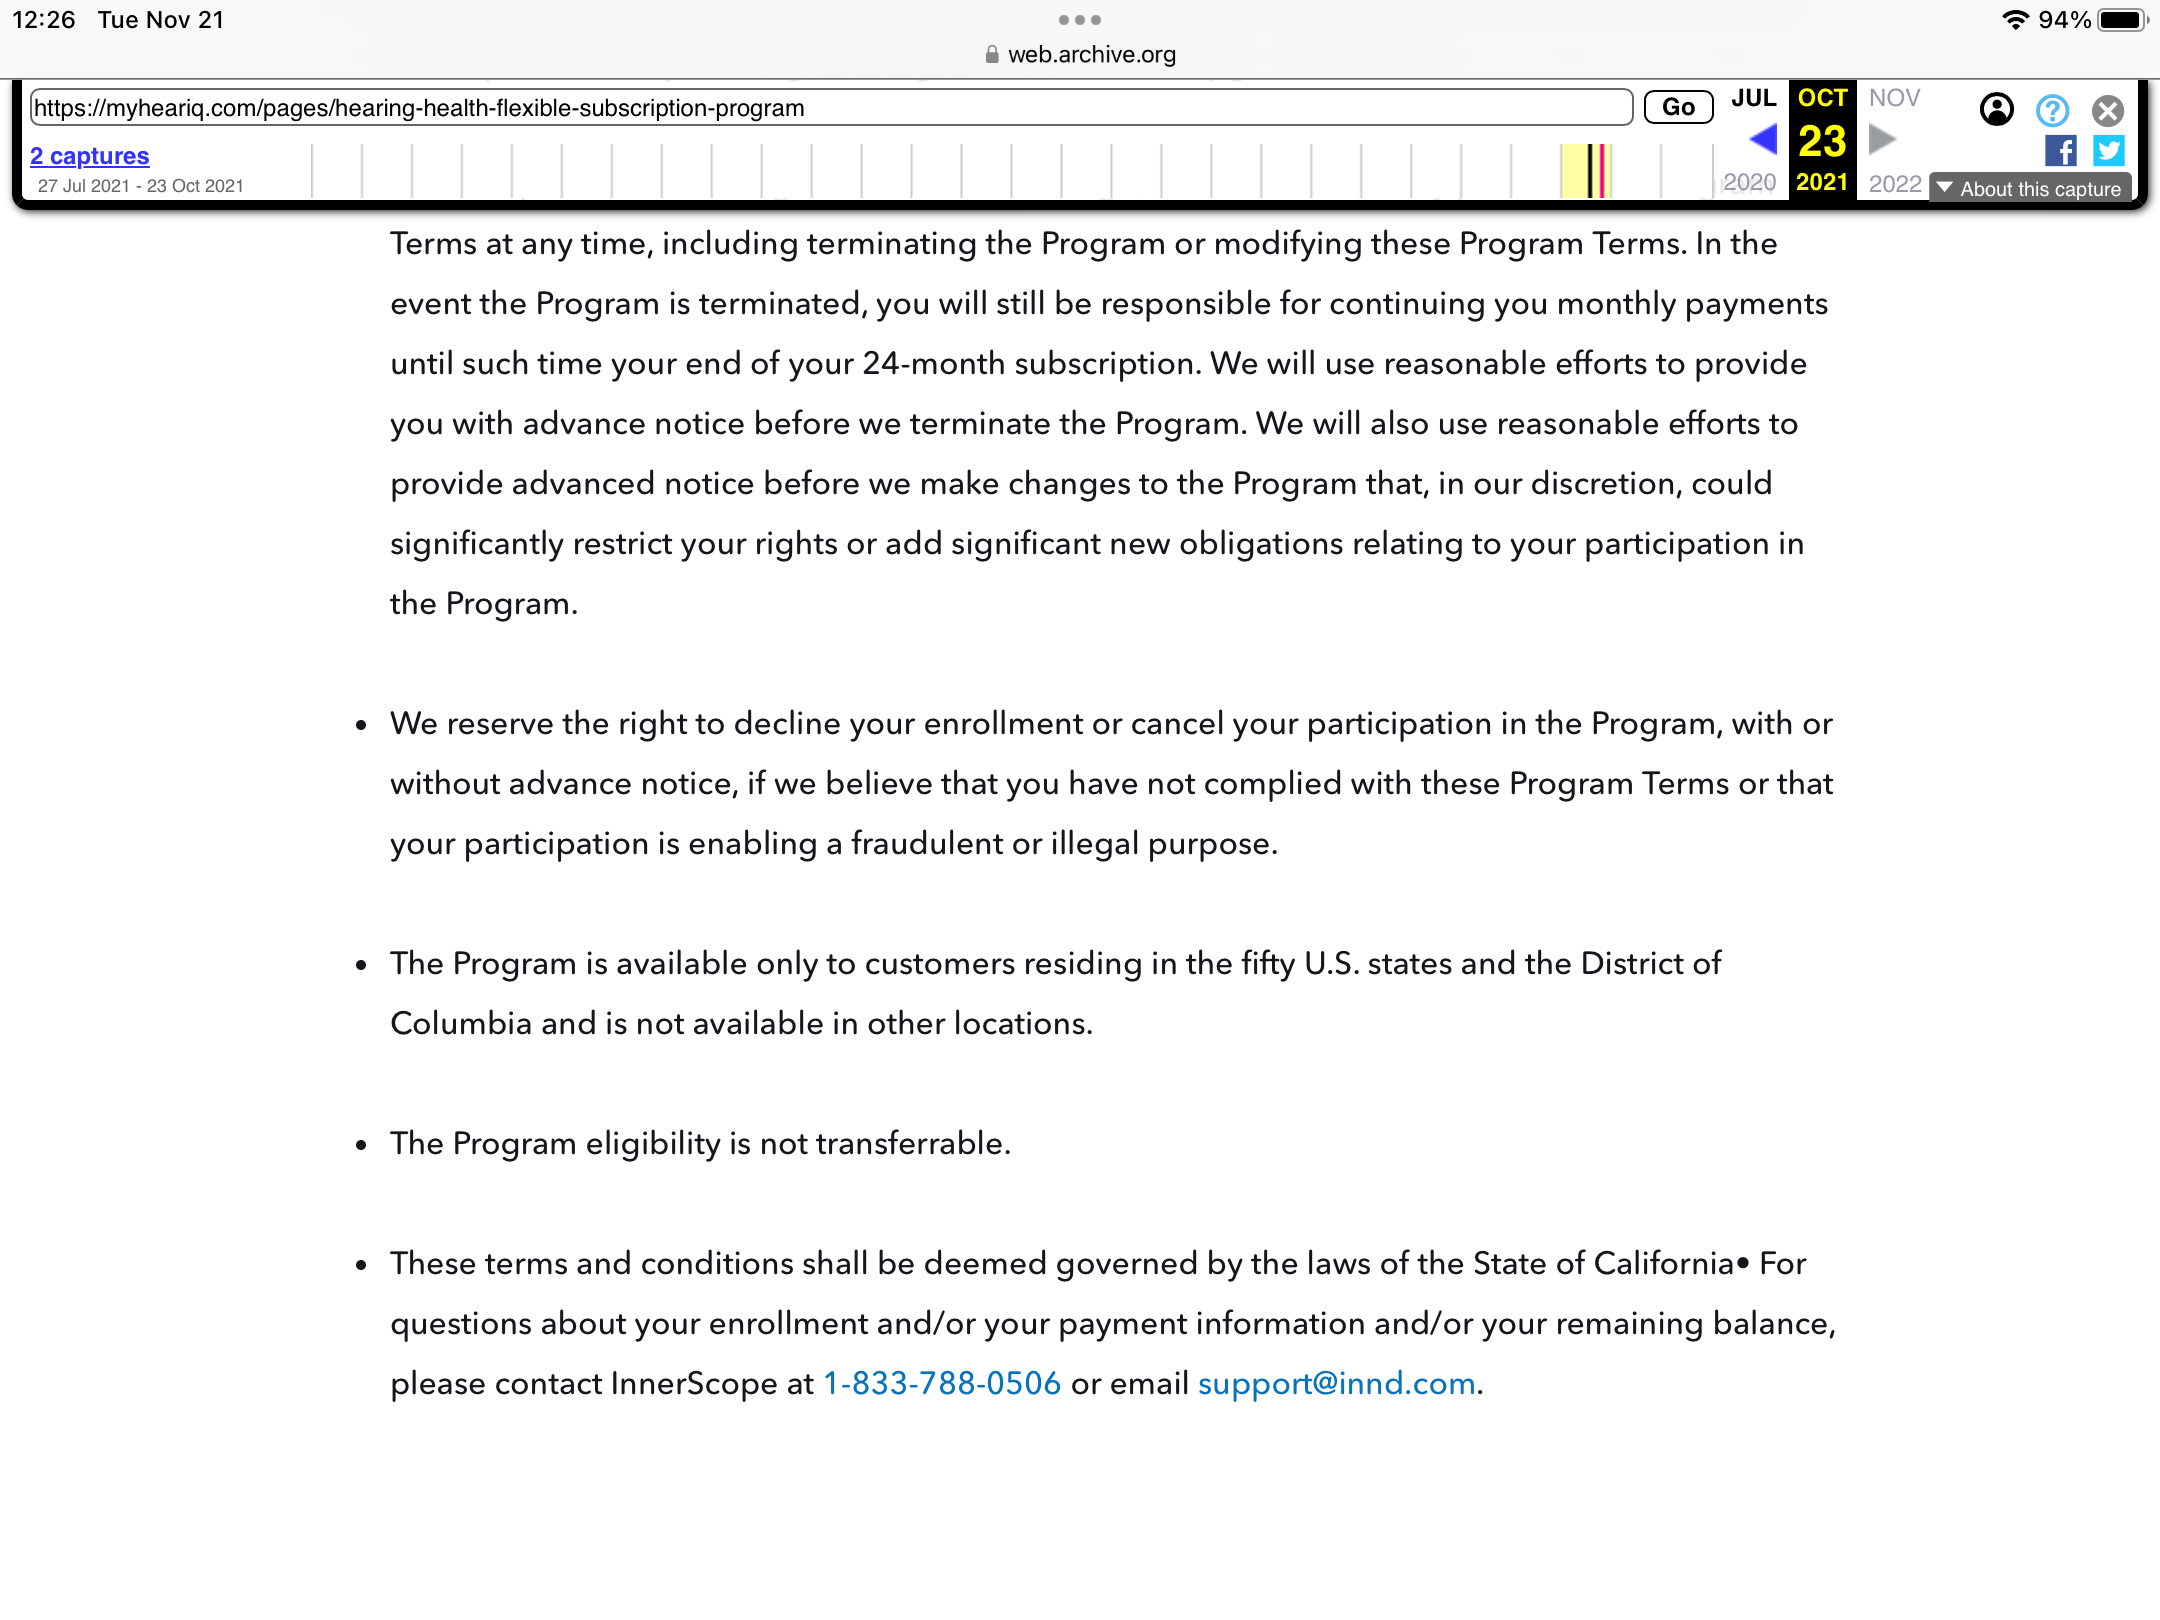 12:26 Tue Nov 21
94%
web.archive.org
https://myheariq.com/pages/hearing-health-flexible-subscription-program
Go
JUL OCT NOV
23
2 captures
27 Jul 2021 - 23 Oct 2021
2020 2021 2022
About this capture
Terms at any time, including terminating the Program or modifying these Program Terms. In the
event the Program is terminated, you will still be responsible for continuing you monthly payments
until such time your end of your 24-month subscription. We will use reasonable efforts to provide
you with advance notice before we terminate the Program. We will also use reasonable efforts to
provide advanced notice before we make changes to the Program that, in our discretion, could
significantly restrict your rights or add significant new obligations relating to your participation in
the Program.
• We reserve the right to decline your enrollment or cancel your participation in the Program, with or
without advance notice, if we believe that you have not complied with these Program Terms or that
your participation is enabling a fraudulent or illegal purpose.
• The Program is available only to customers residing in the fifty U.S. states and the District of
Columbia and is not available in other locations.
• The Program eligibility is not transferrable.
• These terms and conditions shall be deemed governed by the laws of the State of California• For
questions about your enrollment and/or your payment information and/or your remaining balance,
please contact InnerScope at 1-833-788-0506 or email support@innd.com.